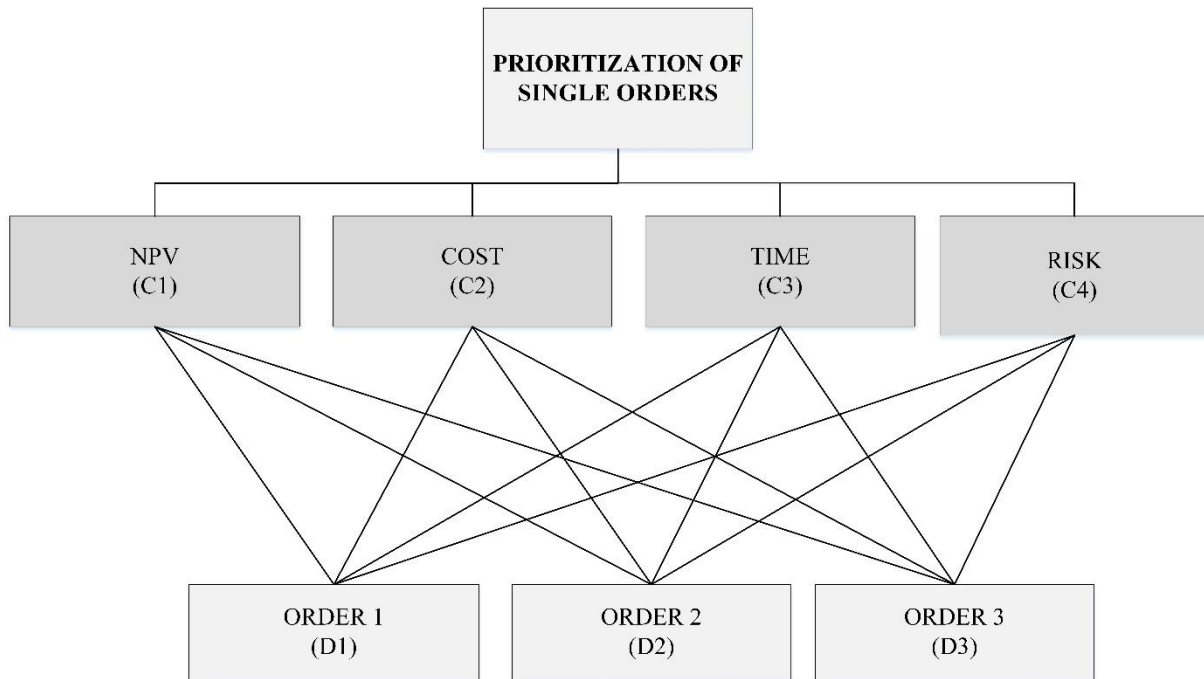 PRIORITIZATION OF
SINGLE ORDERS
NPV
(C1)
COST
(C2)
TIME
(C3)
RISK
(C4)
ORDER 1
(D1)
ORDER 2
(D2)
ORDER 3
(D3)